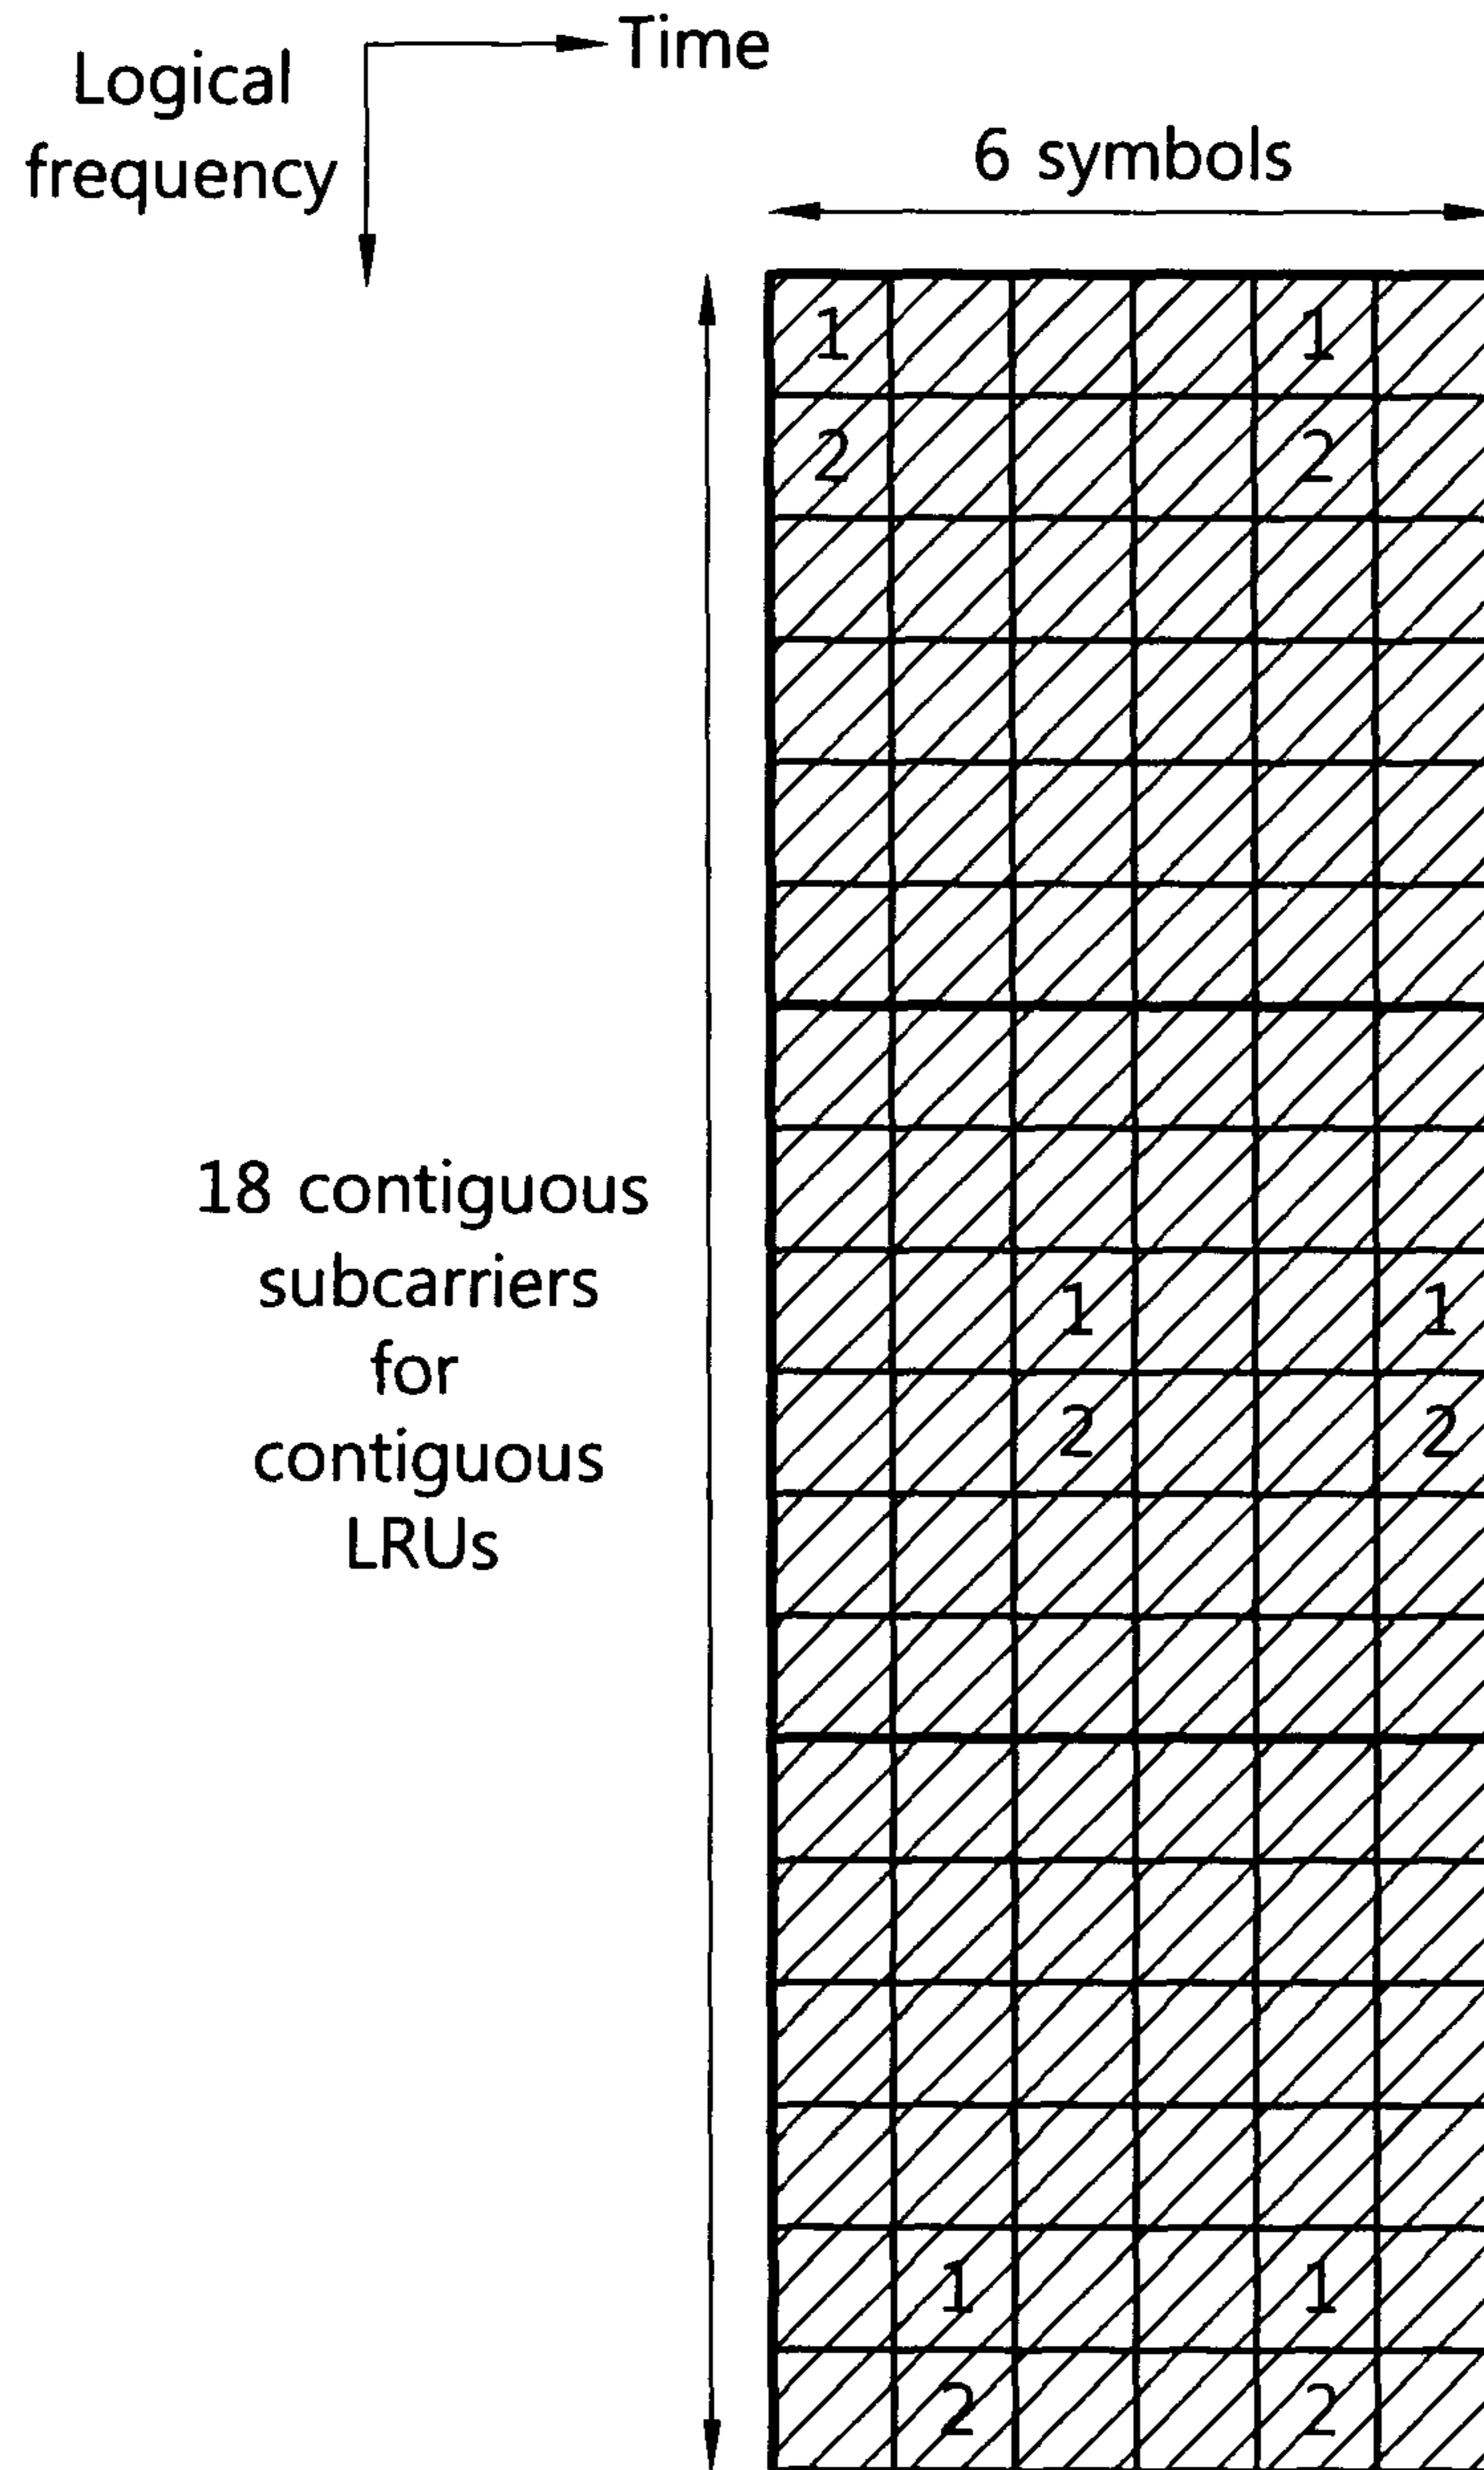 Time
Logical
frequency
6 symbols
1 1
2 2
18 contiguous
subcarriers
for
contiguous
LRUs
1 1
2 2
1 1
2 2